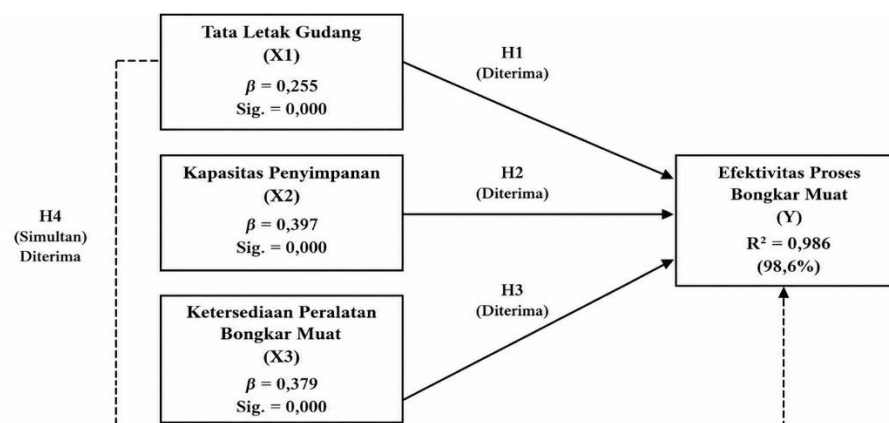 Tata Letak Gudang
(X1)
β = 0,255
Sig. = 0,000
H1
(Diterima)
Kapasitas Penyimpanan
(X2)
β = 0,397
Sig. = 0,000
H2
(Diterima)
Efektivitas Proses
Bongkar Muat
(Y)
R² = 0,986
(98,6%)
H4
(Simultan)
Diterima
Ketersediaan Peralatan
Bongkar Muat
(X3)
β = 0,379
Sig. = 0,000
H3
(Diterima)